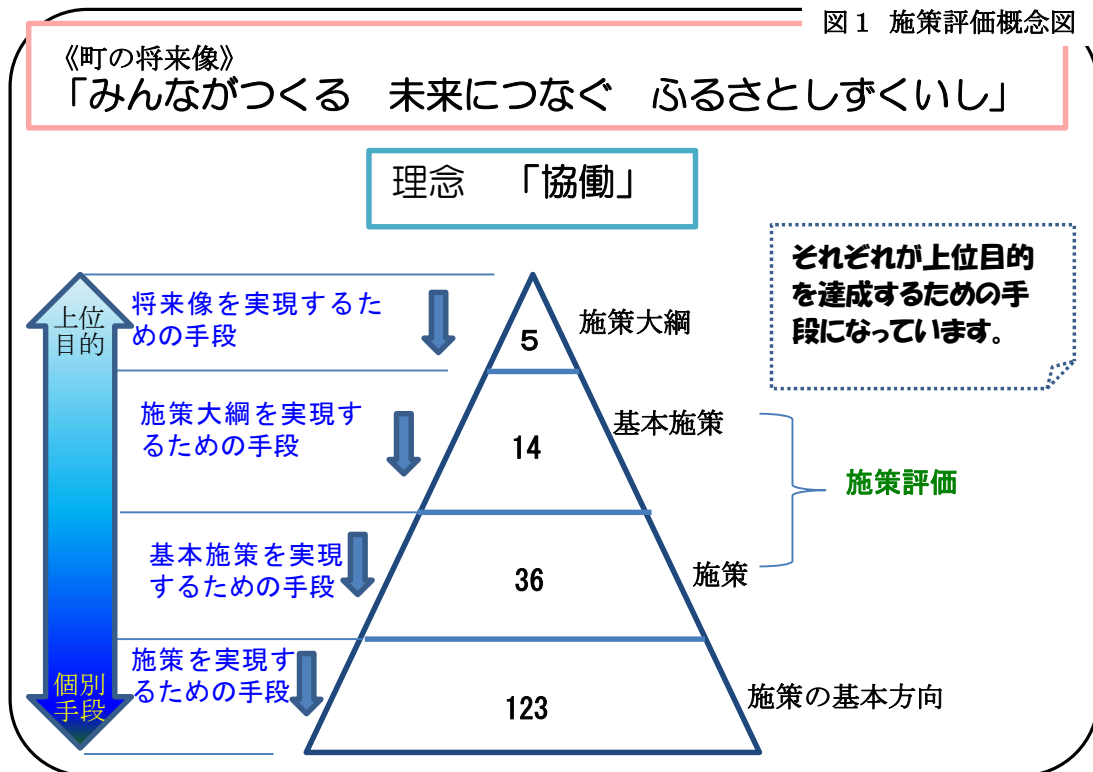 図1 施策評価概念図
《町の将来像》
「みんながつくる 未来につなぐ ふるさとしずくいし」
理念 「協働」
それぞれが上位目的
を達成するための手
段になっています。
上位
目的
将来像を実現するた
めの手段
5
施策大綱
施策大綱を実現す
るための手段
14
基本施策
施策評価
基本施策を実現
するための手段
36
施策
施策を実現す
るための手段
個別
手段
123
施策の基本方向